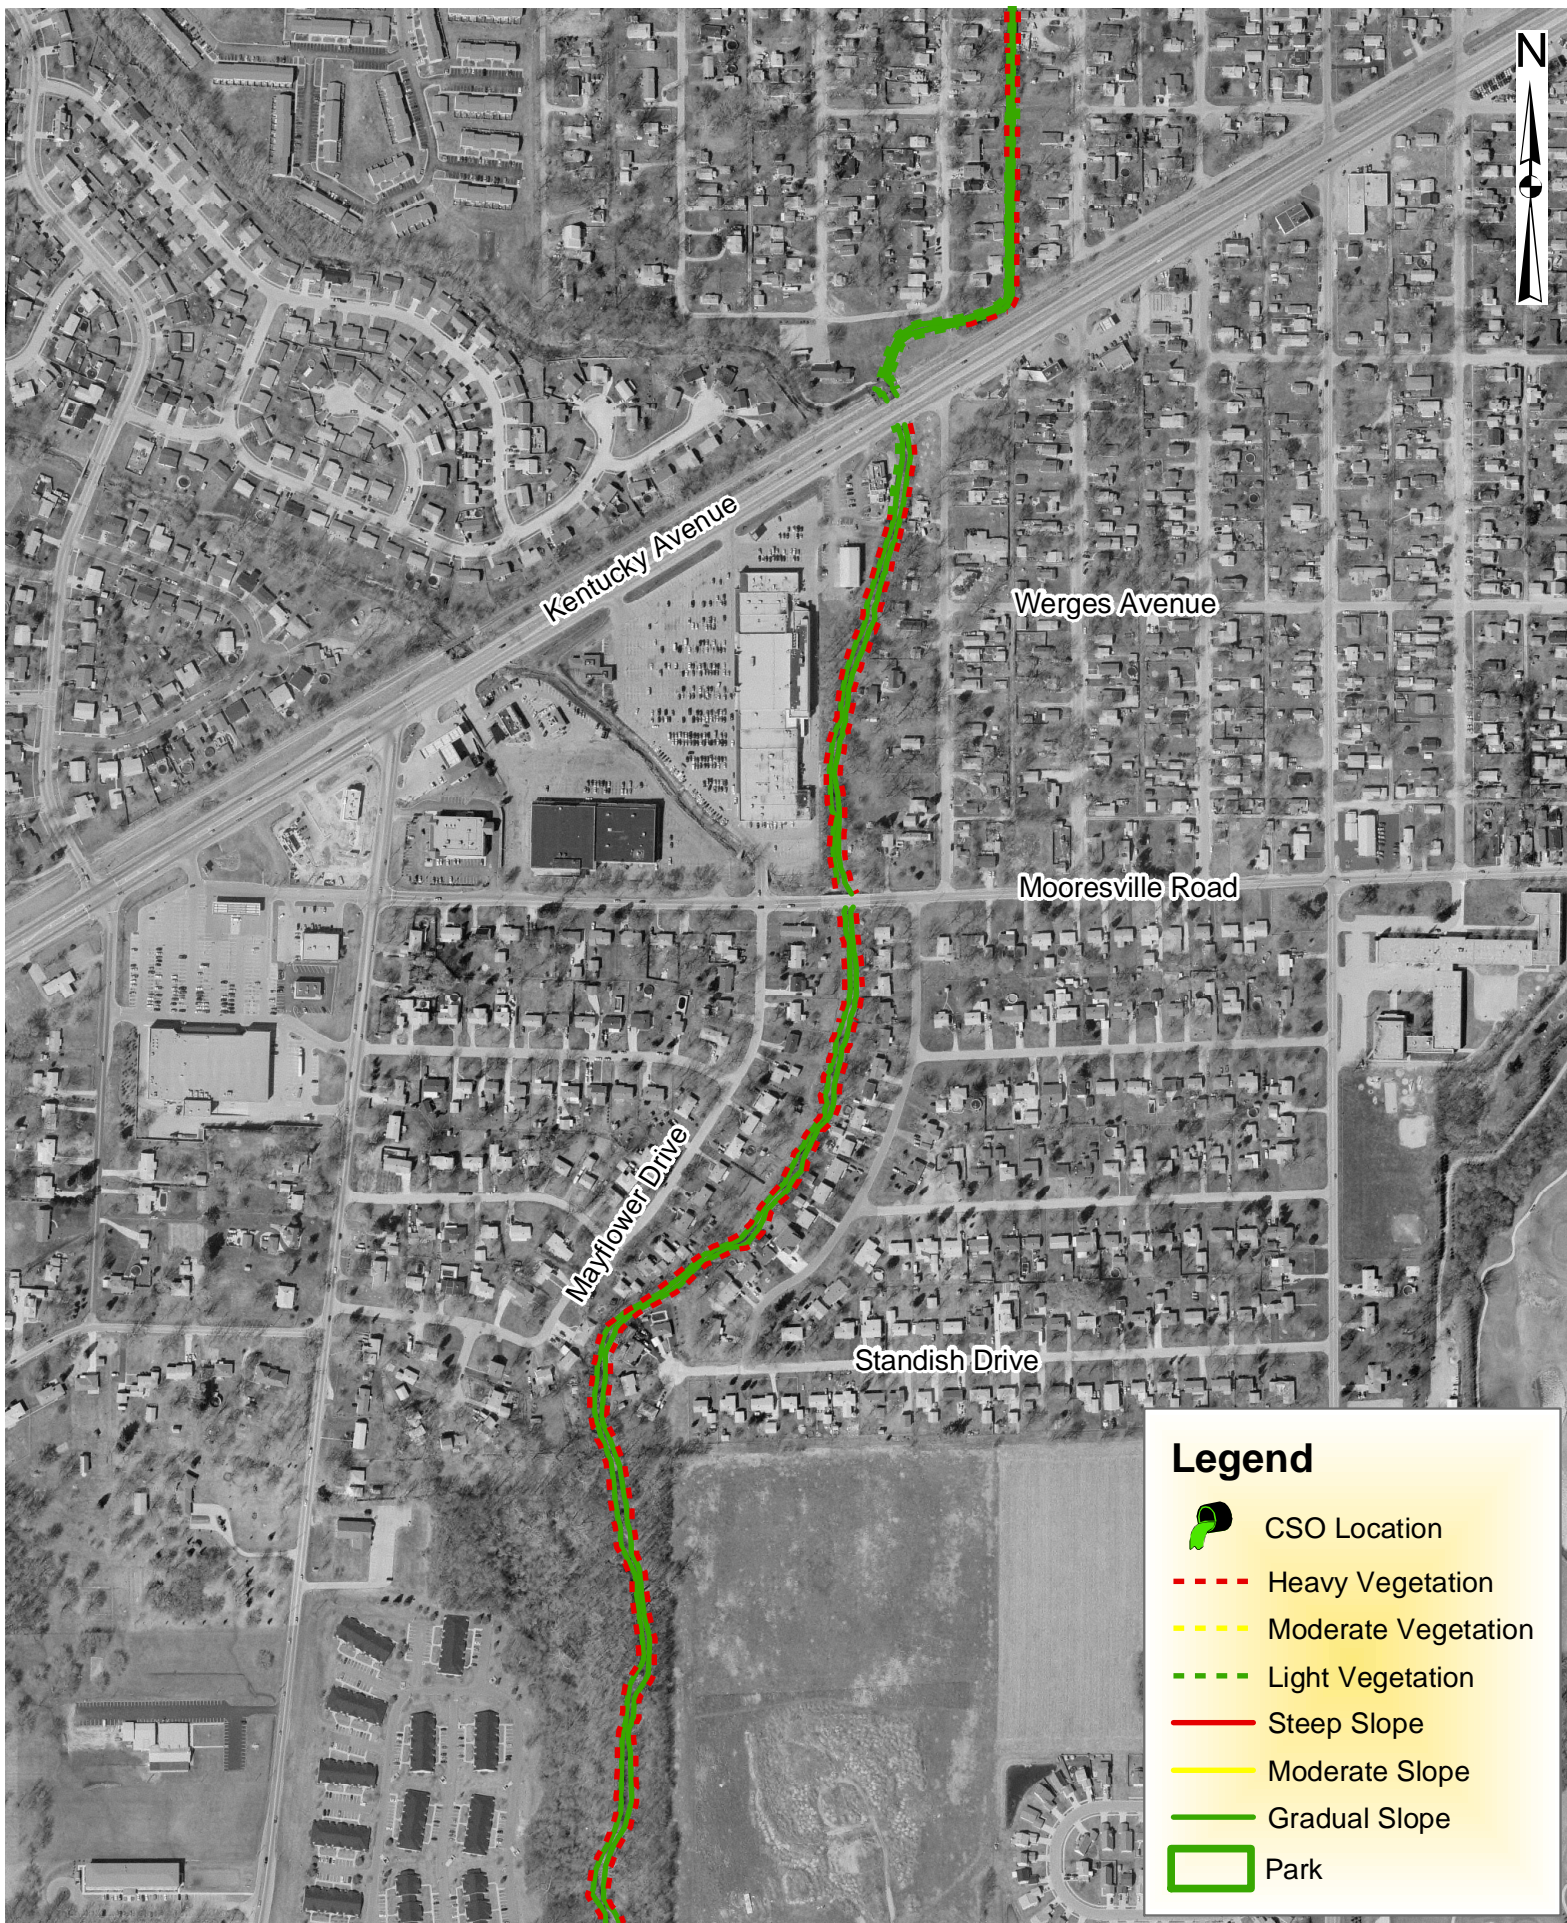 N
Kentucky Avenue
Werges Avenue
Mooresville Road
Mayflower Drive
Standish Drive
Legend
CSO Location
Heavy Vegetation
Moderate Vegetation
Light Vegetation
Steep Slope
Moderate Slope
Gradual Slope
Park